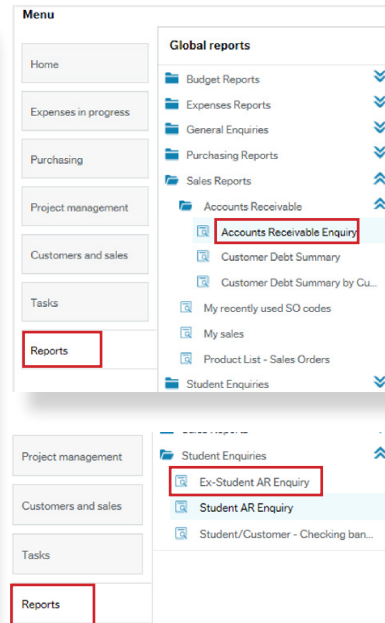 Menu
Home
Expenses in progress
Purchasing
Project management
Customers and sales
Tasks
Reports
Global reports
Budget Reports
Expenses Reports
General Enquiries
Purchasing Reports
Sales Reports
Accounts Receivable
Accounts Receivable Enquiry
Customer Debt Summary
Customer Debt Summary by Cu...
My recently used SO codes
My sales
Product List - Sales Orders
Student Enquiries
Project management
Customers and sales
Tasks
Reports
Student Enquiries
Ex-Student AR Enquiry
Student AR Enquiry
Student/Customer - Checking ban...